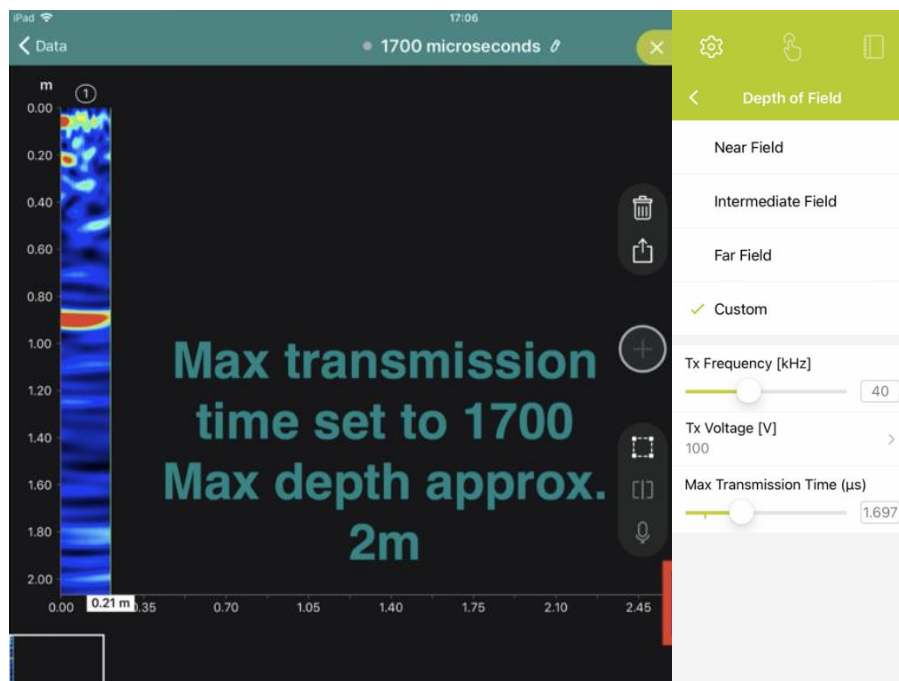 iPad 17:06
Data
1700 microseconds
Depth of Field
Near Field
Intermediate Field
Far Field
Custom
Tx Frequency [kHz]
40
Tx Voltage [V]
100
Max Transmission Time (μs)
1.697
m
1
0.00
0.20
0.40
0.60
0.80
1.00
1.20
1.40
1.60
1.80
2.00
Max transmission
time set to 1700
Max depth approx.
2m
0.00 0.21 m .35 0.70 1.05 1.40 1.75 2.10 2.45